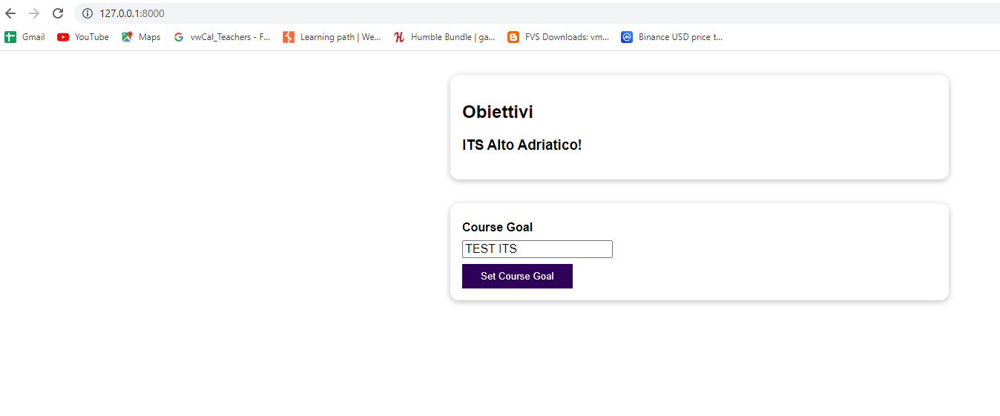 127.0.0.1:8000
Gmail YouTube Maps vwCal_Teachers - F... Learning path | We... Humble Bundle | ga... FVS Downloads: vm... Binance USD price t...
Obiettivi
ITS Alto Adriatico!
Course Goal
TEST ITS
Set Course Goal